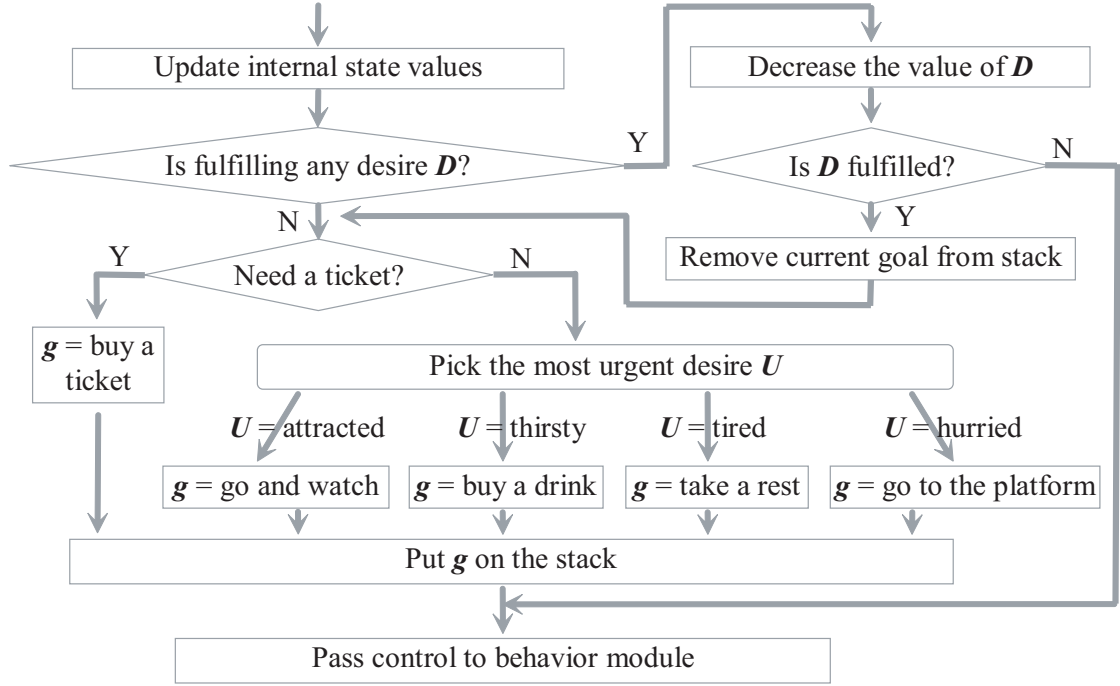 Update internal state values
Decrease the value of D
Is fulfilling any desire D?
Y
Is D fulfilled?
N
N
Y
Remove current goal from stack
Y
Need a ticket?
N
g = buy a
ticket
Pick the most urgent desire U
U = attracted
U = thirsty
U = tired
U = hurried
g = go and watch
g = buy a drink
g = take a rest
g = go to the platform
Put g on the stack
Pass control to behavior module